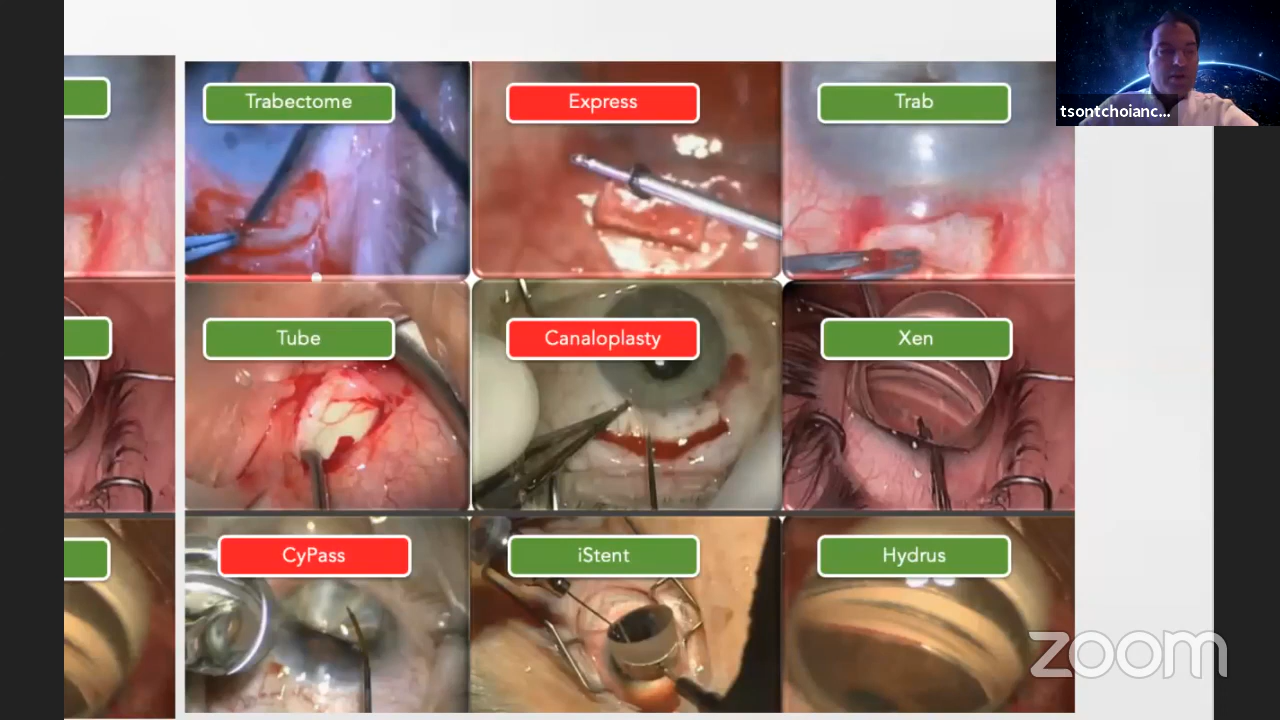 Trabectome
Express
Trab
tsontchoianc...
Tube
Canaloplasty
Xen
CyPass
iStent
Hydrus
zoom